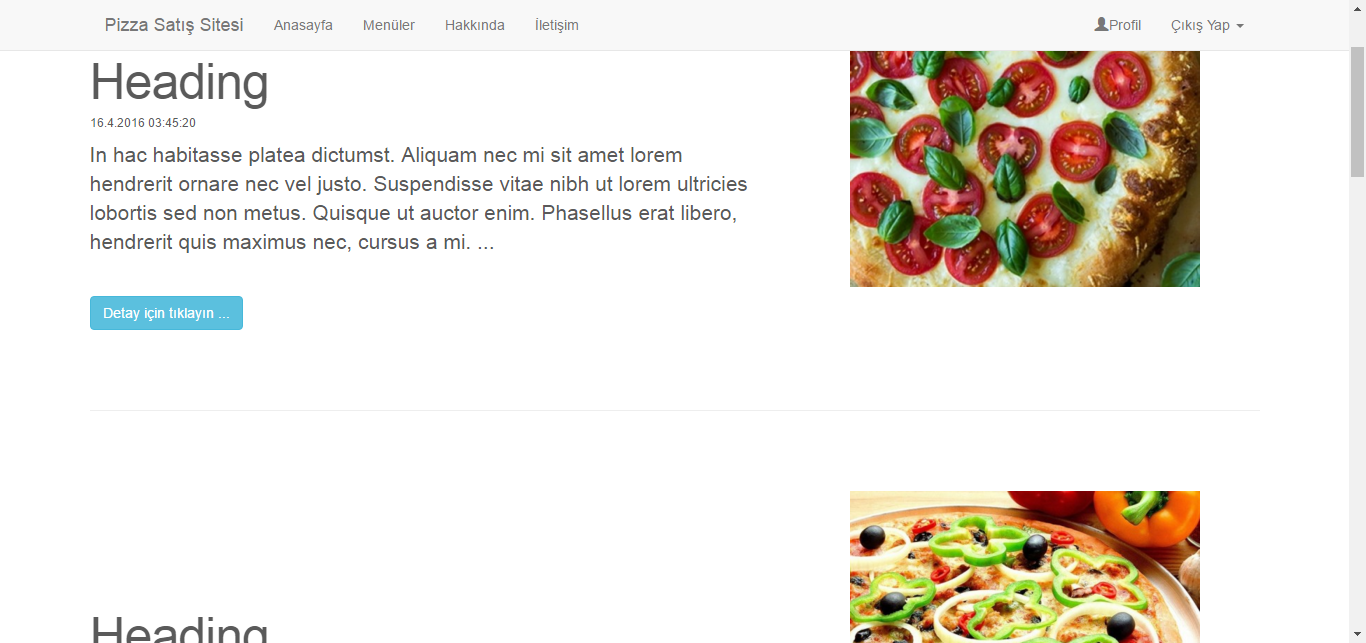 Pizza Satış Sitesi Anasayfa Menüler Hakkında İletişim Profil Çıkış Yap
Heading
16.4.2016 03:45:20
In hac habitasse platea dictumst. Aliquam nec mi sit amet lorem
hendrerit ornare nec vel justo. Suspendisse vitae nibh ut lorem ultricies
lobortis sed non metus. Quisque ut auctor enim. Phasellus erat libero,
hendrerit quis maximus nec, cursus a mi. ...
Detay için tıklayın ...
Heading